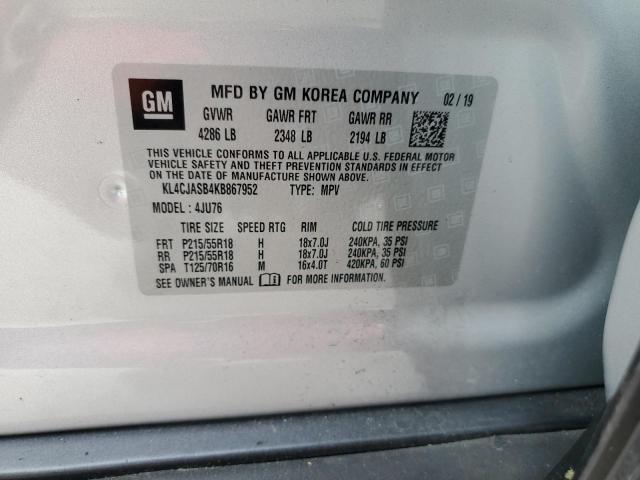 GM
MFD BY GM KOREA COMPANY 02 / 19
GVWR GAWR FRT GAWR RR
4286 LB 2348 LB 2194 LB
THIS VEHICLE CONFORMS TO ALL APPLICABLE U.S. FEDERAL MOTOR
VEHICLE SAFETY AND THEFT PREVENTION STANDARDS IN EFFECT ON
THE DATE OF MANUFACTURE SHOWN ABOVE.
KL4CJASB4KB867952 TYPE: MPV
MODEL: 4JU76
TIRE SIZE SPEED RTG RIM COLD TIRE PRESSURE
FRT P215/55R18 H 18x7.0J 240KPA, 35 PSI
RR P215/55R18 H 18x7.0J 240KPA, 35 PSI
SPA T125/70R16 M 16x4.0T 420KPA, 60 PSI
SEE OWNER'S MANUAL FOR MORE INFORMATION.